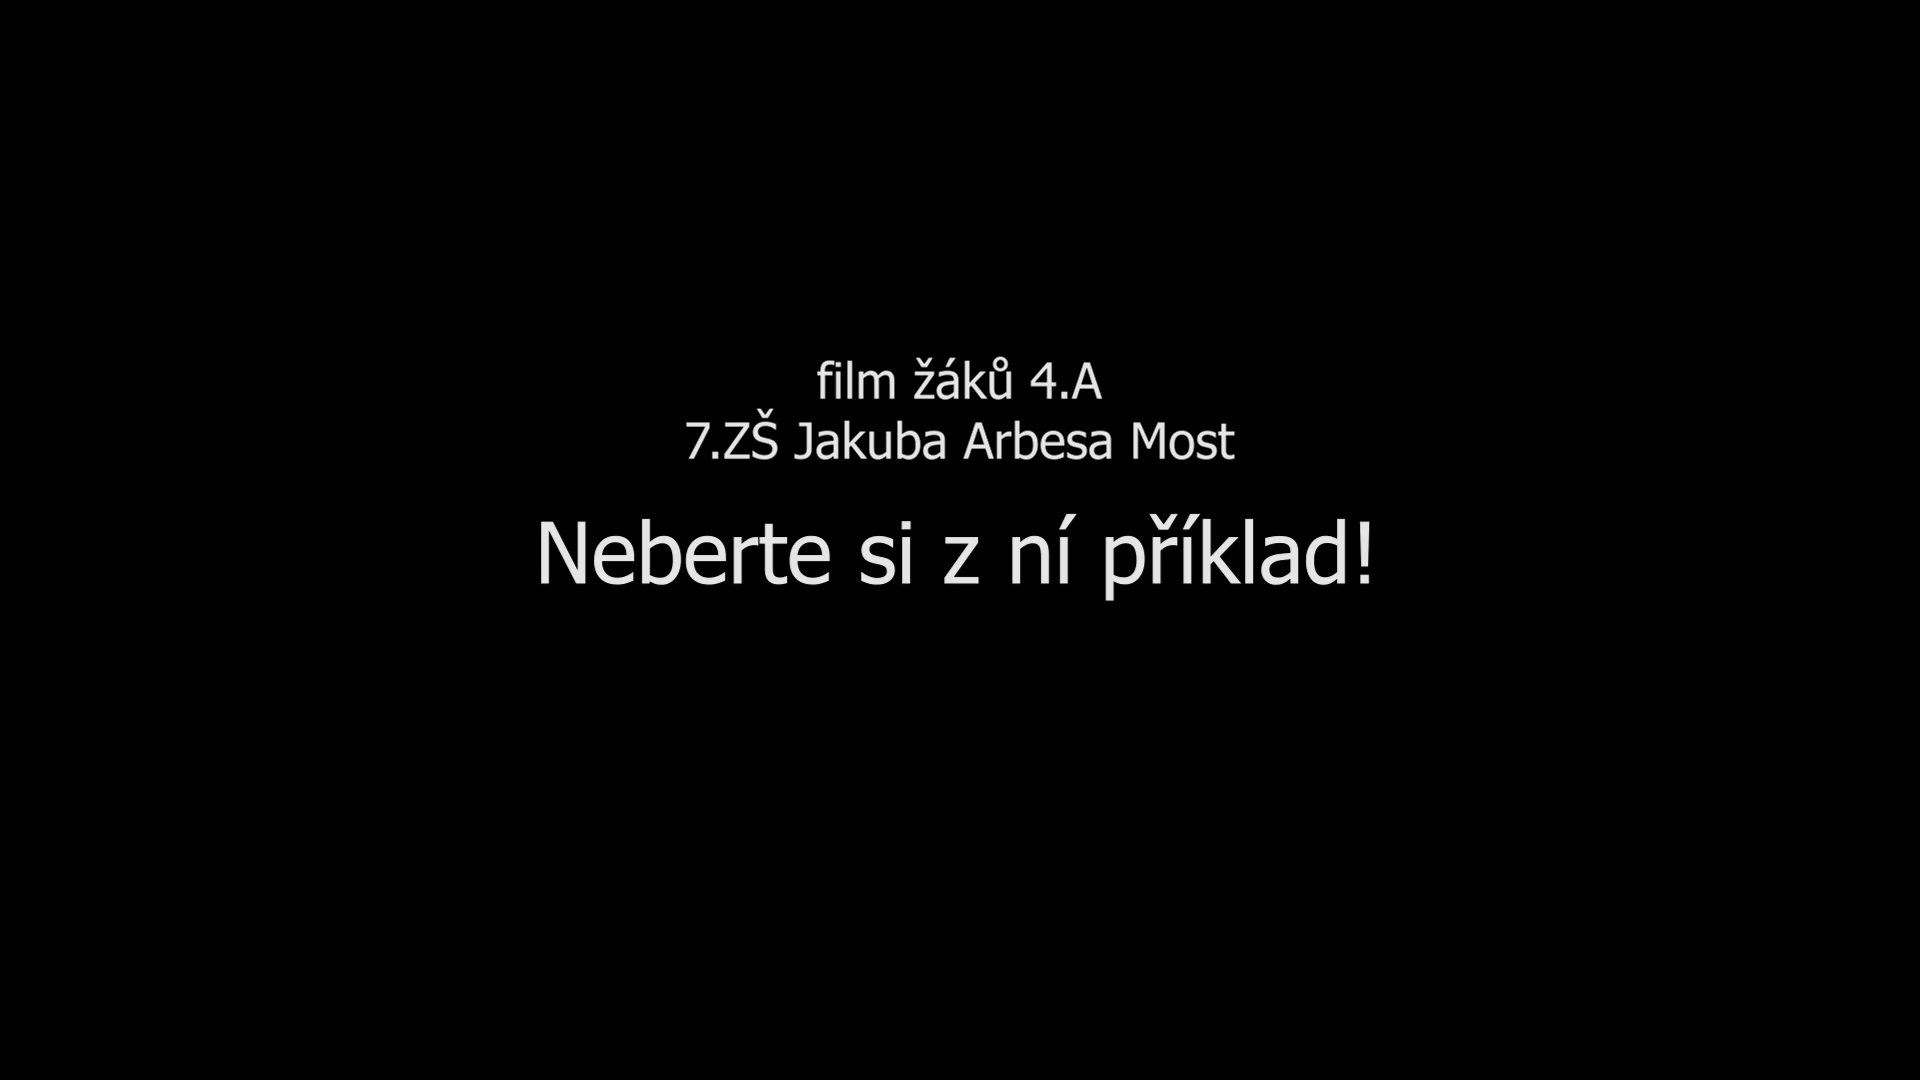 film žáků 4.A
7.ZŠ Jakuba Arbesa Most
Neberte si z ní příklad!